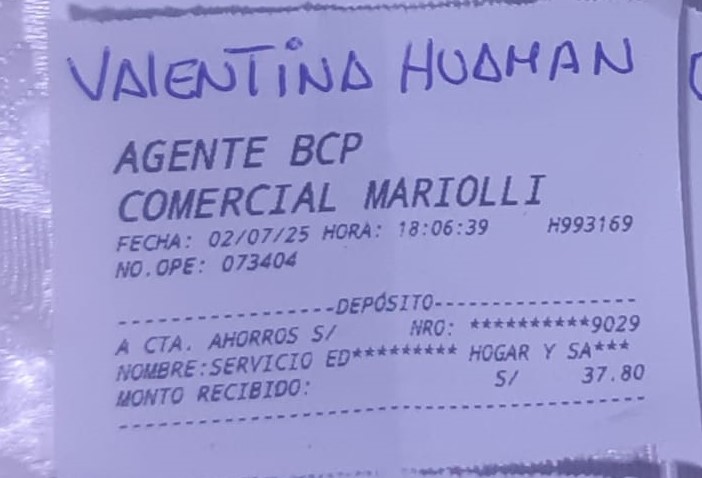 VALENTINA HUAMAN
AGENTE BCP
COMERCIAL MARIOLLI
FECHA: 02/07/25 HORA: 18:06:39 H993169
NO.OPE: 073404
-----------------DEPÓSITO-----------------
A CTA. AHORROS S/ NRO: **********9029
NOMBRE:SERVICIO ED********* HOGAR Y SA***
MONTO RECIBIDO: S/ 37.80
------------------------------------------